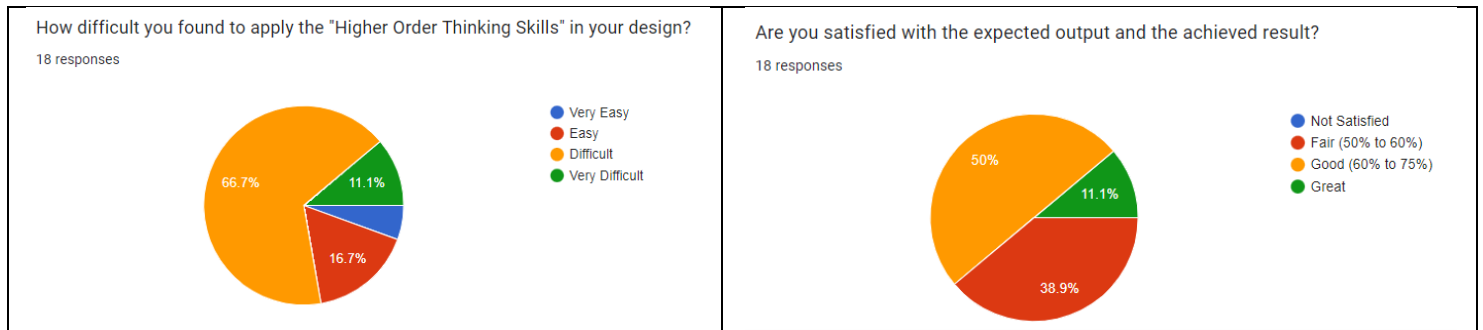 How difficult you found to apply the "Higher Order Thinking Skills" in your design?
18 responses
Very Easy
Easy
Difficult
Very Difficult
66.7%
11.1%
16.7%
Are you satisfied with the expected output and the achieved result?
18 responses
Not Satisfied
Fair (50% to 60%)
Good (60% to 75%)
Great
50%
11.1%
38.9%